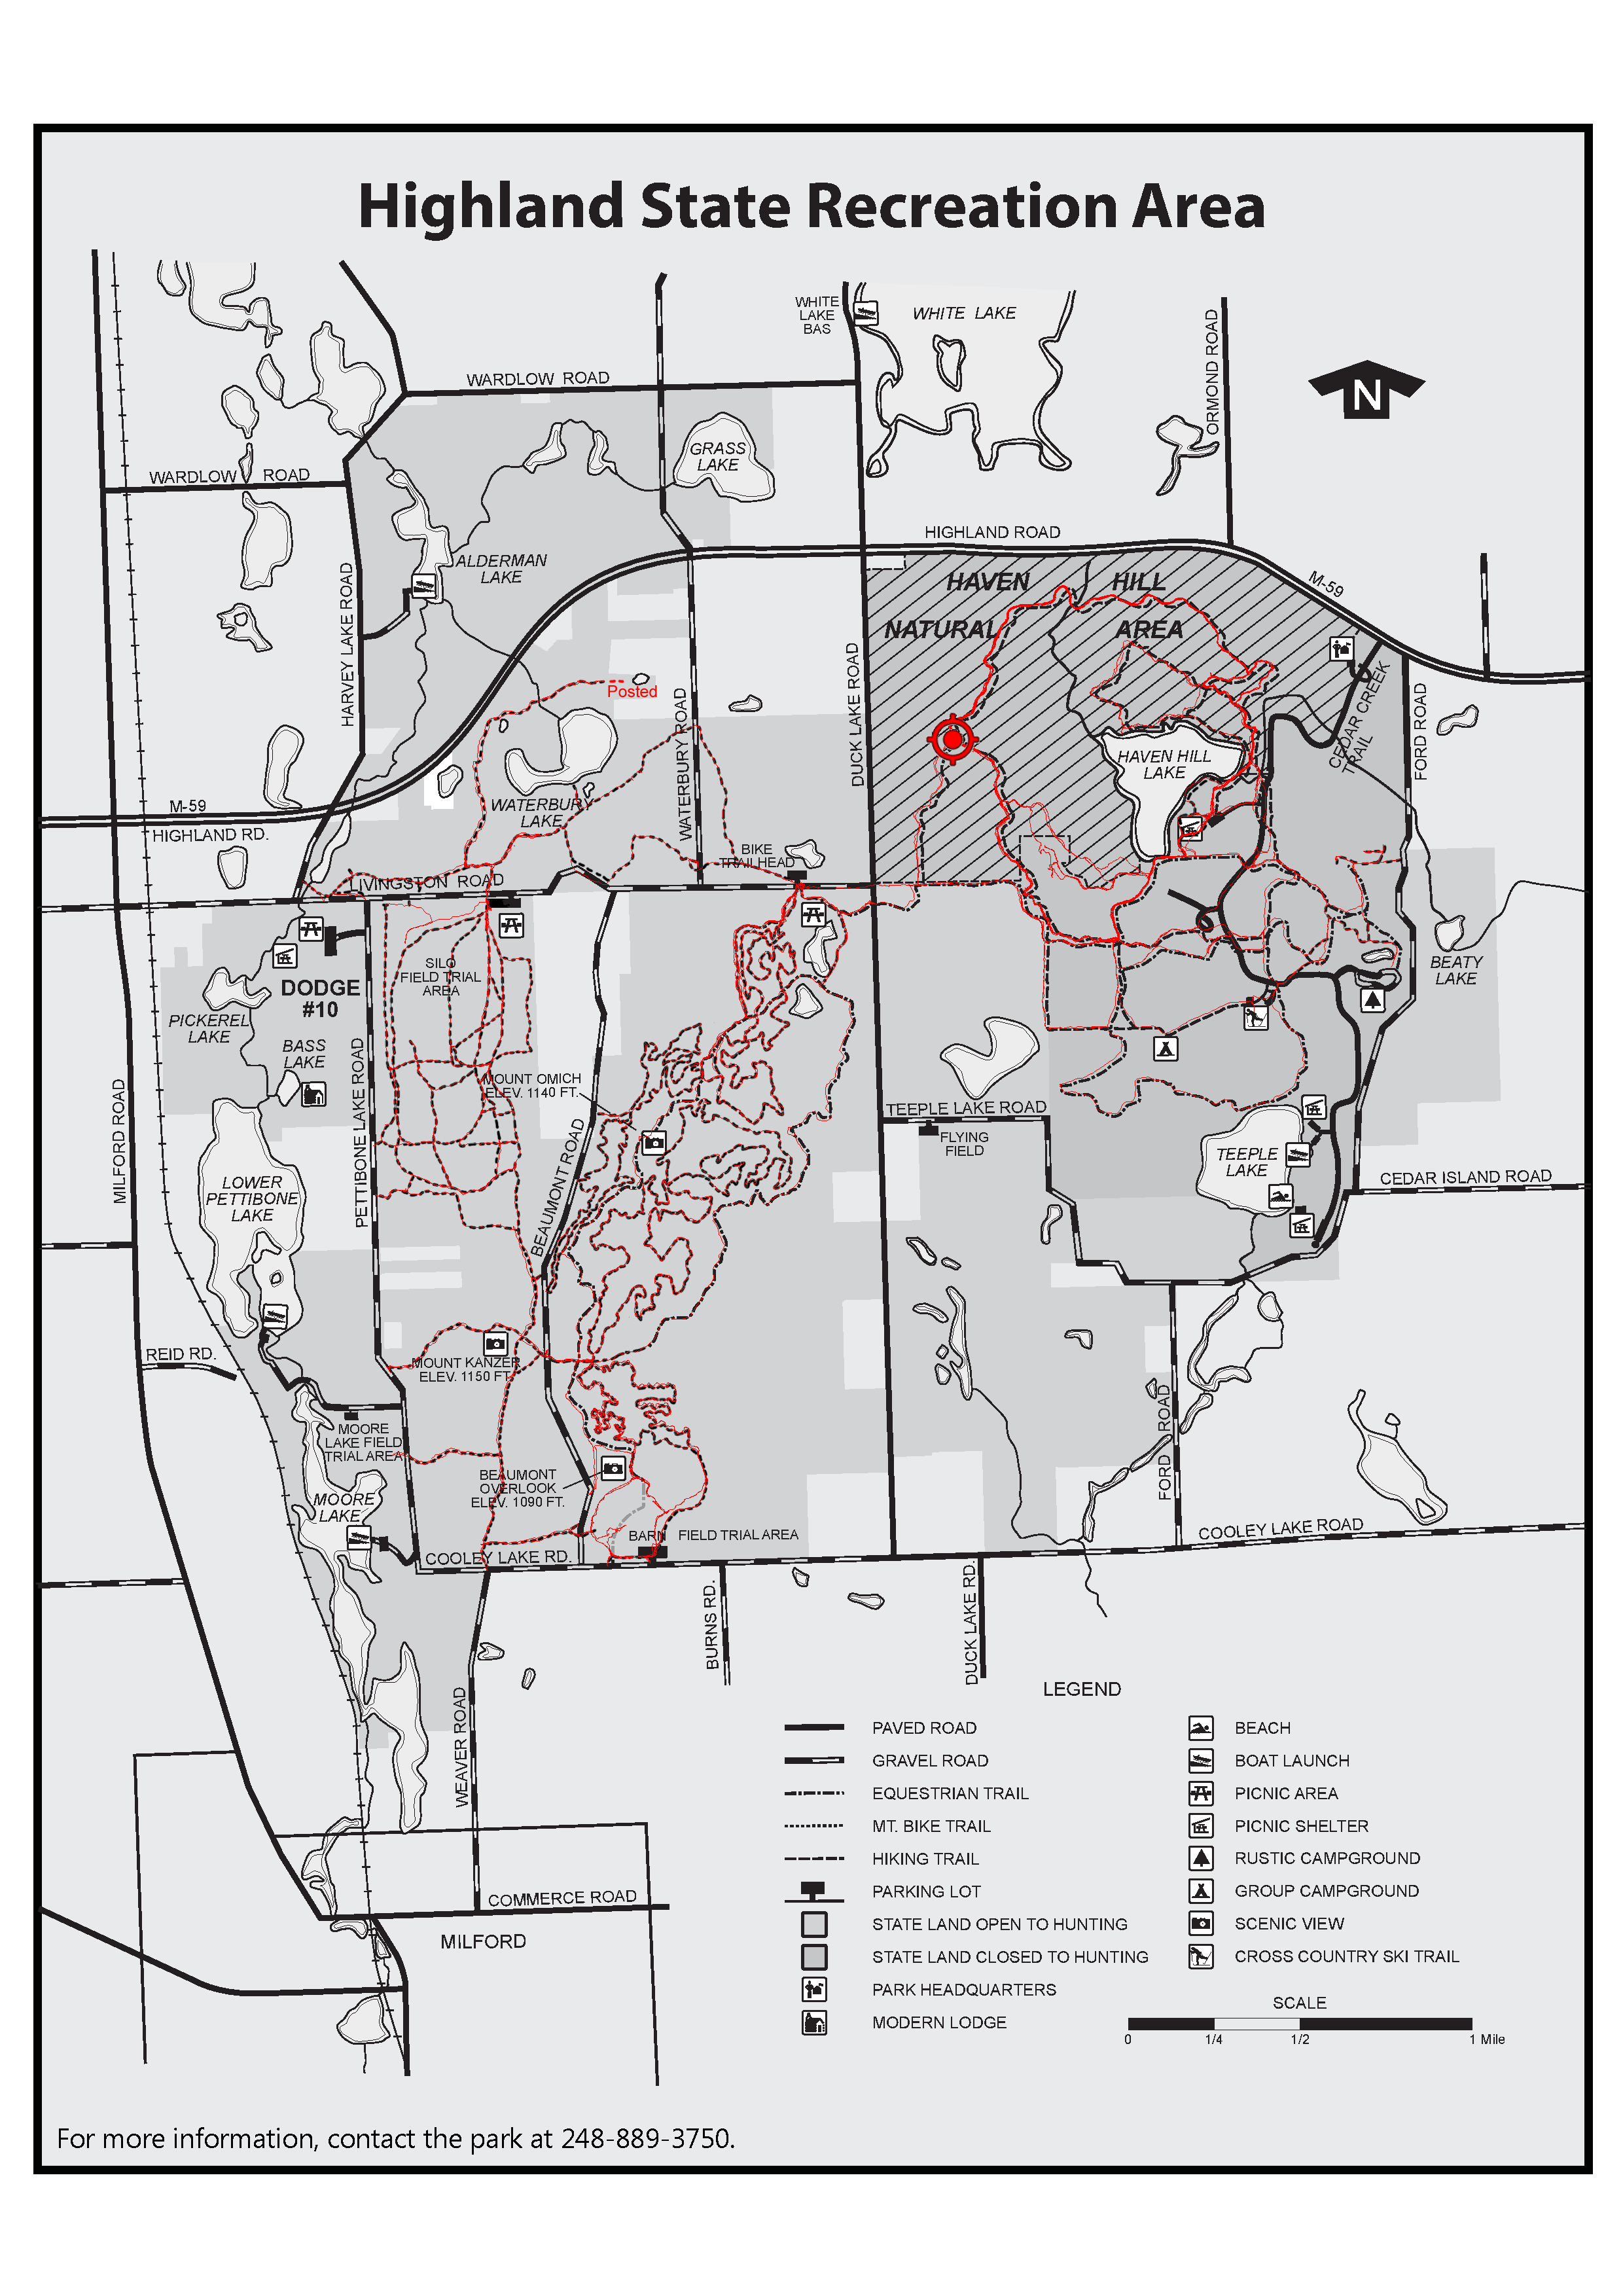 Highland State Recreation Area
WHITE
LAKE
BAS
WHITE LAKE
ORMOND ROAD
N
WARDLOW ROAD
GRASS
LAKE
WARDLOW ROAD
HIGHLAND ROAD
ALDERMAN
LAKE
HARVEY LAKE ROAD
HAVEN HILL
NATURAL AREA
M-59
DUCK LAKE ROAD
CEDAR CREEK
TRAIL
FORD ROAD
Posted
WATERBURY ROAD
HAVEN HILL
LAKE
M-59
HIGHLAND RD.
WATERBURY
LAKE
BIKE
TRAILHEAD
LIVINGSTON ROAD
SILO
FIELD TRIAL
AREA
DODGE
#10
PICKEREL
LAKE
BASS
LAKE
BEATY
LAKE
MILFORD ROAD
PETTIBONE LAKE ROAD
MOUNT OMICH
ELEV. 1140 FT.
TEEPLE LAKE ROAD
FLYING
FIELD
BEAUMONT ROAD
TEEPLE
LAKE
CEDAR ISLAND ROAD
LOWER
PETTIBONE
LAKE
REID RD.
MOUNT KANZER
ELEV. 1150 FT.
MOORE
LAKE FIELD
TRIAL AREA
FORD ROAD
BEAUMONT
OVERLOOK
ELEV. 1090 FT.
MOORE
LAKE
BARN FIELD TRIAL AREA
COOLEY LAKE RD.
COOLEY LAKE ROAD
BURNS RD.
DUCK LAKE RD.
WEAVER ROAD
COMMERCE ROAD
MILFORD
LEGEND
PAVED ROAD
GRAVEL ROAD
EQUESTRIAN TRAIL
MT. BIKE TRAIL
HIKING TRAIL
PARKING LOT
STATE LAND OPEN TO HUNTING
STATE LAND CLOSED TO HUNTING
PARK HEADQUARTERS
MODERN LODGE
BEACH
BOAT LAUNCH
PICNIC AREA
PICNIC SHELTER
RUSTIC CAMPGROUND
GROUP CAMPGROUND
SCENIC VIEW
CROSS COUNTRY SKI TRAIL
SCALE
0 1/4 1/2 1 Mile
For more information, contact the park at 248-889-3750.